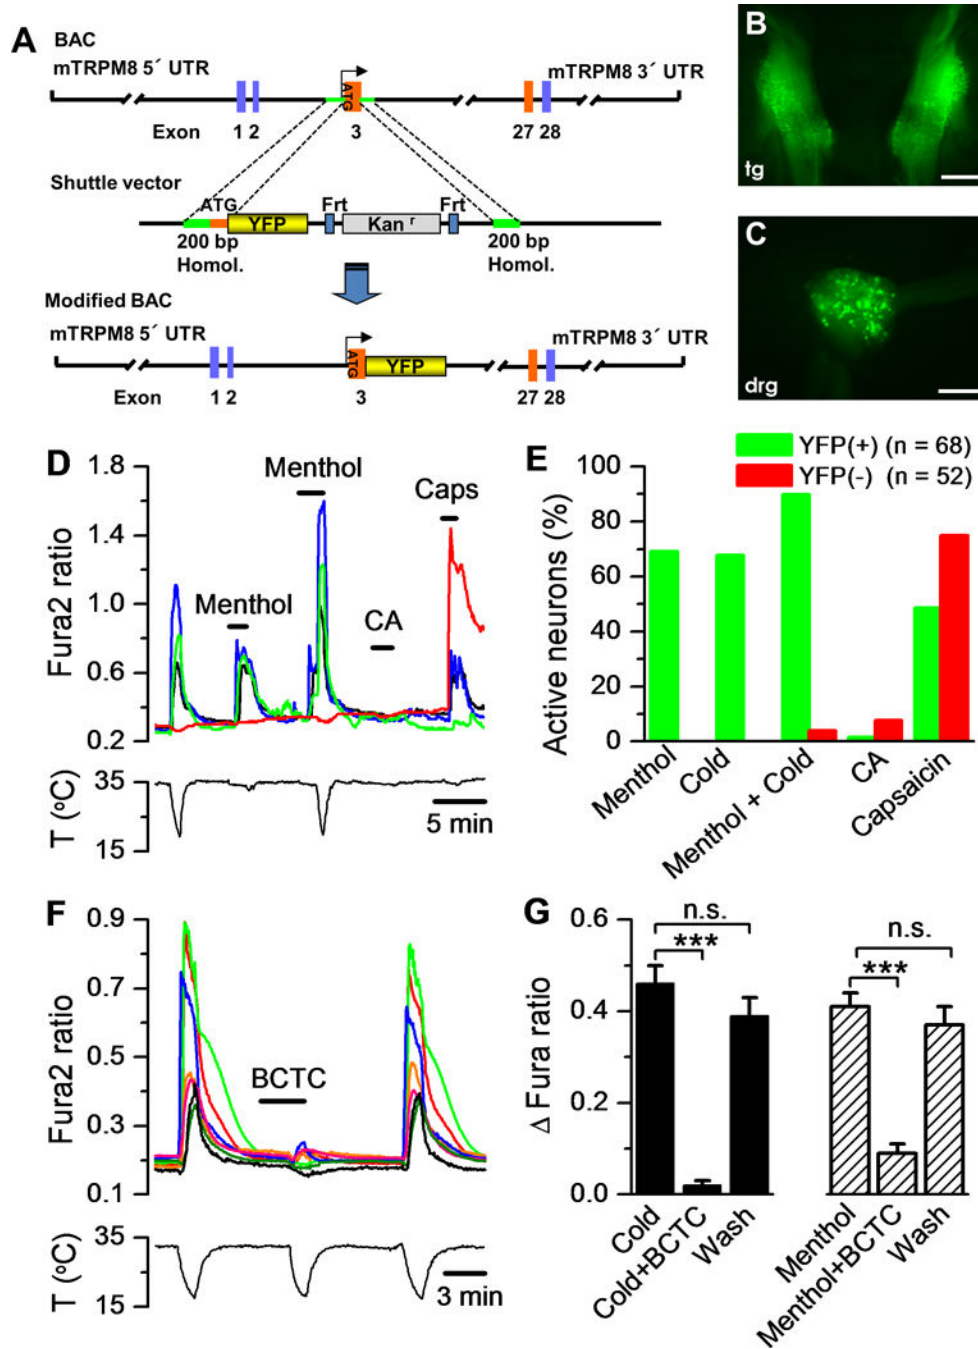 A
BAC
mTRPM8 5´ UTR
mTRPM8 3´ UTR
ATG
Exon
1 2
3
27 28
Shuttle vector
ATG
Frt
Frt
YFP
Kan r
200 bp
Homol.
200 bp
Homol.
Modified BAC
mTRPM8 5´ UTR
mTRPM8 3´ UTR
ATG
YFP
Exon
1 2
3
27 28
B
tg
C
drg
D
Fura2 ratio
1.8
1.4
1.0
0.6
0.2
Menthol
Menthol
CA
Caps
T (ºC)
35
15
5 min
E
YFP(+) (n = 68)
YFP(-) (n = 52)
Active neurons (%)
100
80
60
40
20
0
Menthol
Cold
Menthol + Cold
CA
Capsaicin
F
Fura2 ratio
0.9
0.7
0.5
0.3
0.1
BCTC
T (ºC)
35
15
3 min
G
Δ Fura ratio
0.6
0.4
0.2
0.0
n.s.
***
n.s.
***
Cold
Cold+BCTC
Wash
Menthol
Menthol+BCTC
Wash